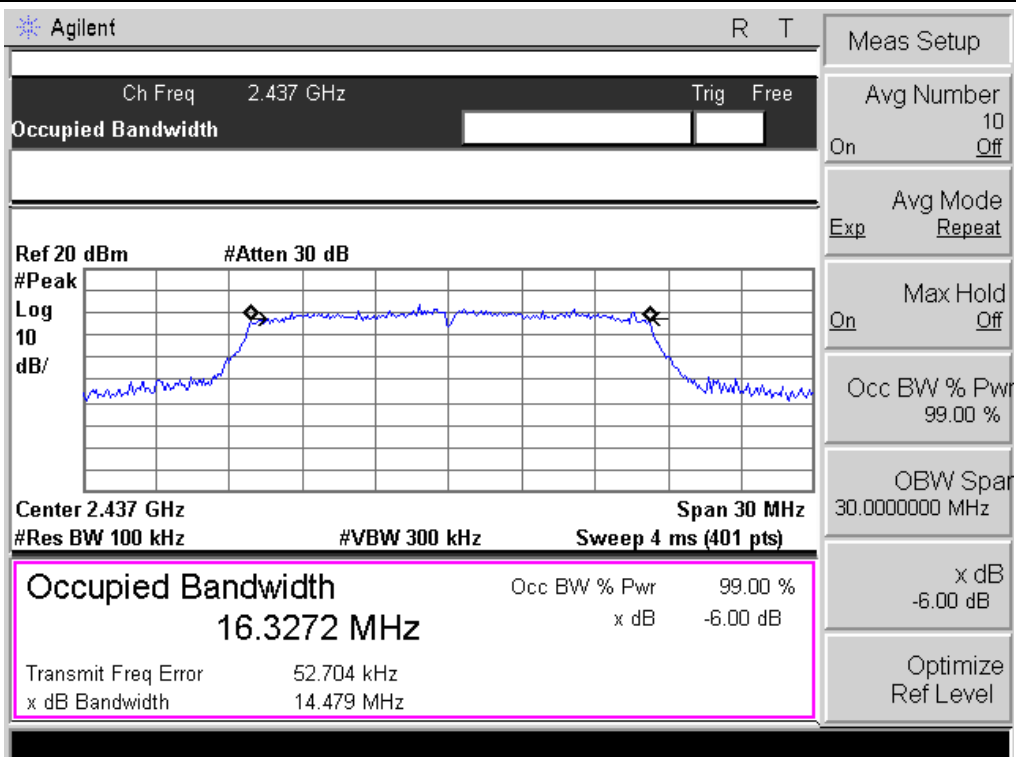 Agilent R T
Ch Freq 2.437 GHz Trig Free
Occupied Bandwidth
Ref 20 dBm #Atten 30 dB
#Peak
Log
10
dB/
Center 2.437 GHz Span 30 MHz
#Res BW 100 kHz #VBW 300 kHz Sweep 4 ms (401 pts)
Occupied Bandwidth Occ BW % Pwr 99.00 %
16.3272 MHz x dB -6.00 dB
Transmit Freq Error 52.704 kHz
x dB Bandwidth 14.479 MHz
Meas Setup
Avg Number
10
On Off
Avg Mode
Exp Repeat
Max Hold
On Off
Occ BW % Pwr
99.00 %
OBW Span
30.0000000 MHz
x dB
-6.00 dB
Optimize
Ref Level